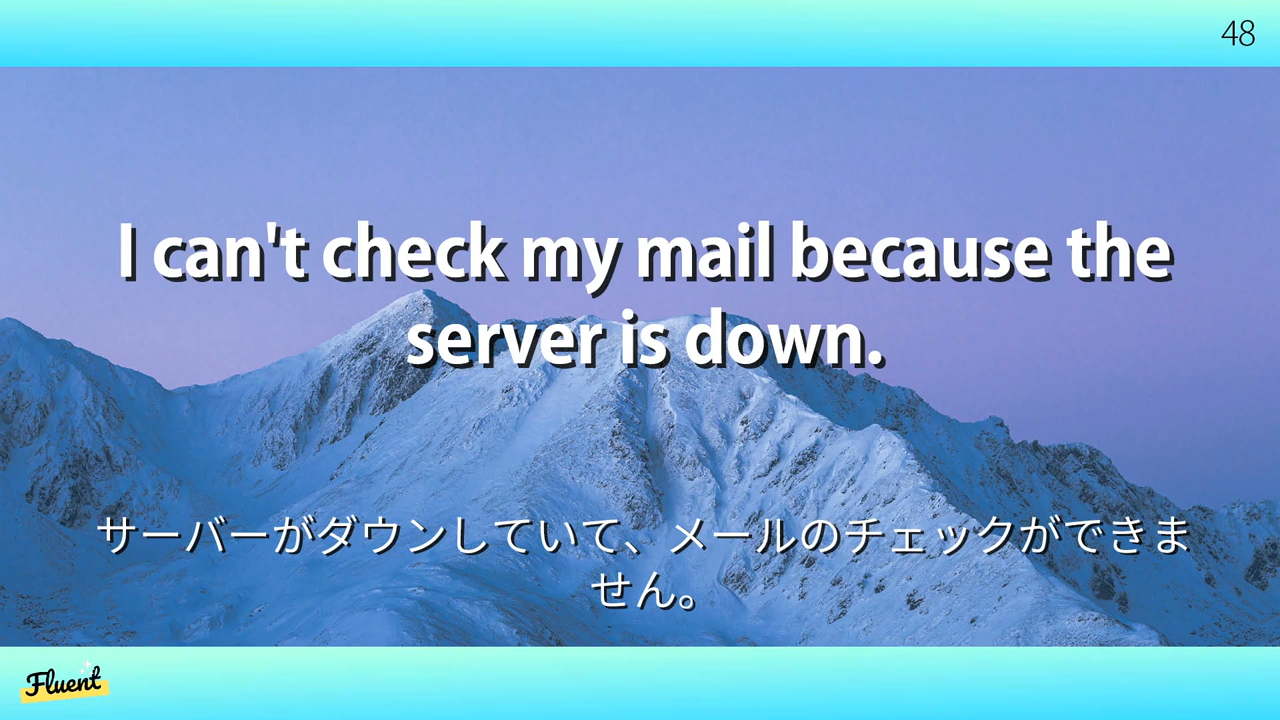 48
I can't check my mail because the
server is down.
サーバーがダウンしていて、メールのチェックができま
せん。
Fluent